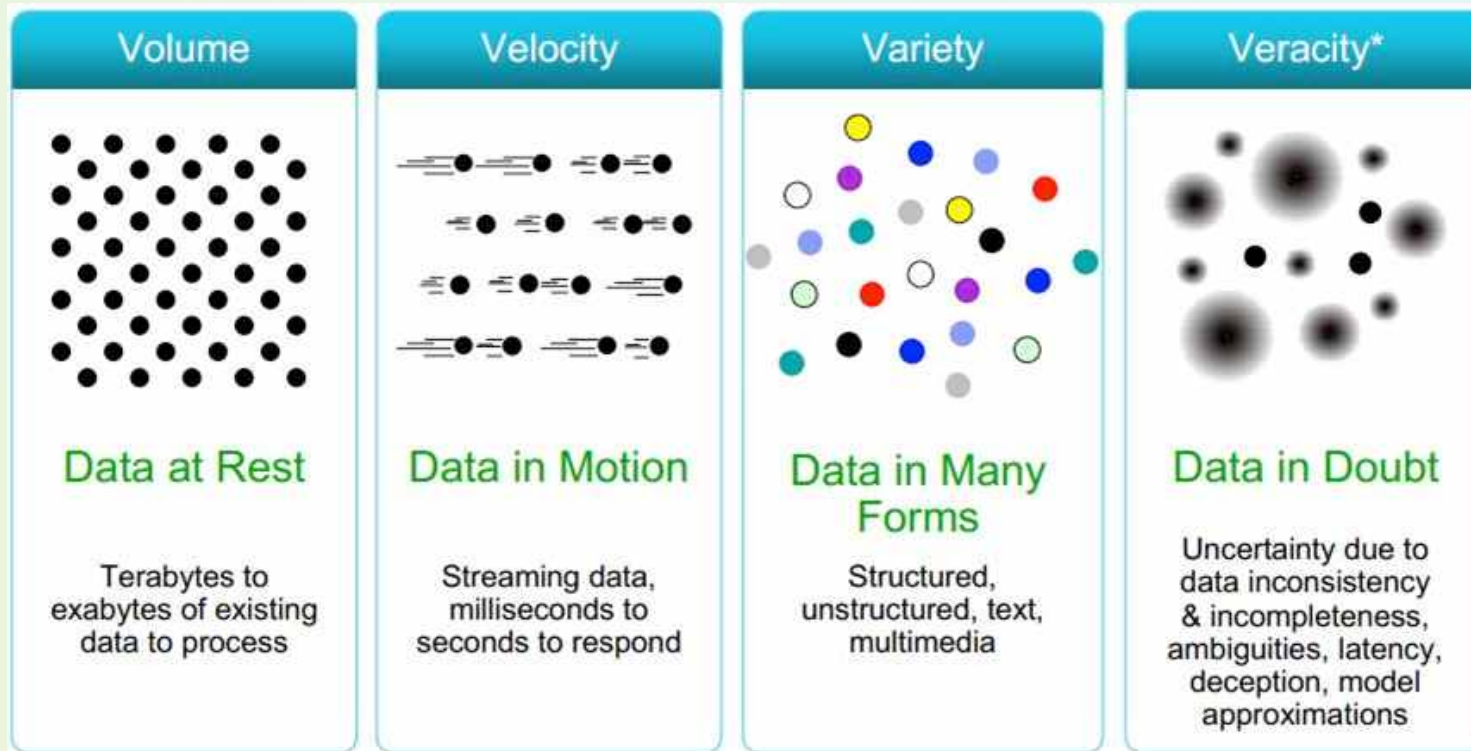 Volume
Data at Rest
Terabytes to
exabytes of existing
data to process
Velocity
Data in Motion
Streaming data,
milliseconds to
seconds to respond
Variety
Data in Many
Forms
Structured,
unstructured, text,
multimedia
Veracity*
Data in Doubt
Uncertainty due to
data inconsistency
& incompleteness,
ambiguities, latency,
deception, model
approximations